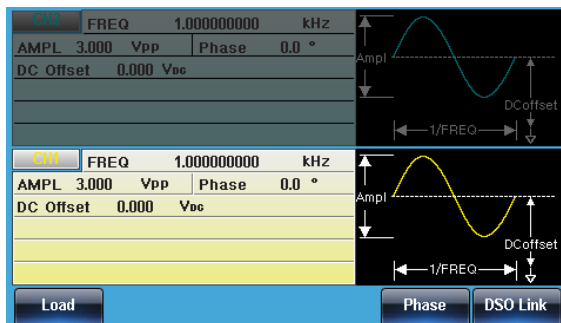 CH2 FREQ 1.000000000 kHz
AMPL 3.000 Vpp Phase 0.0 °
DC Offset 0.000 VDC
Ampl
DCoffset
1/FREQ
CH1 FREQ 1.000000000 kHz
AMPL 3.000 Vpp Phase 0.0 °
DC Offset 0.000 VDC
Ampl
DCoffset
1/FREQ
Load Phase DSO Link